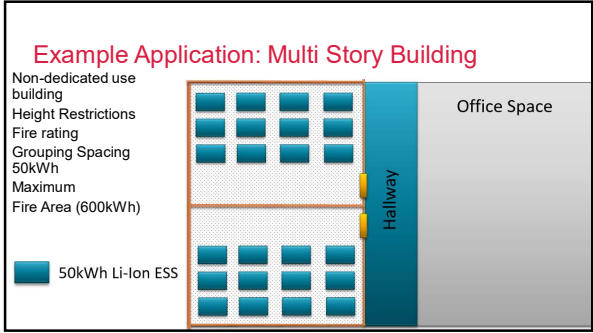 Example Application: Multi Story Building
Non-dedicated use
building
Height Restrictions
Fire rating
Grouping Spacing
50kWh
Maximum
Fire Area (600kWh)
50kWh Li-Ion ESS
Hallway
Office Space